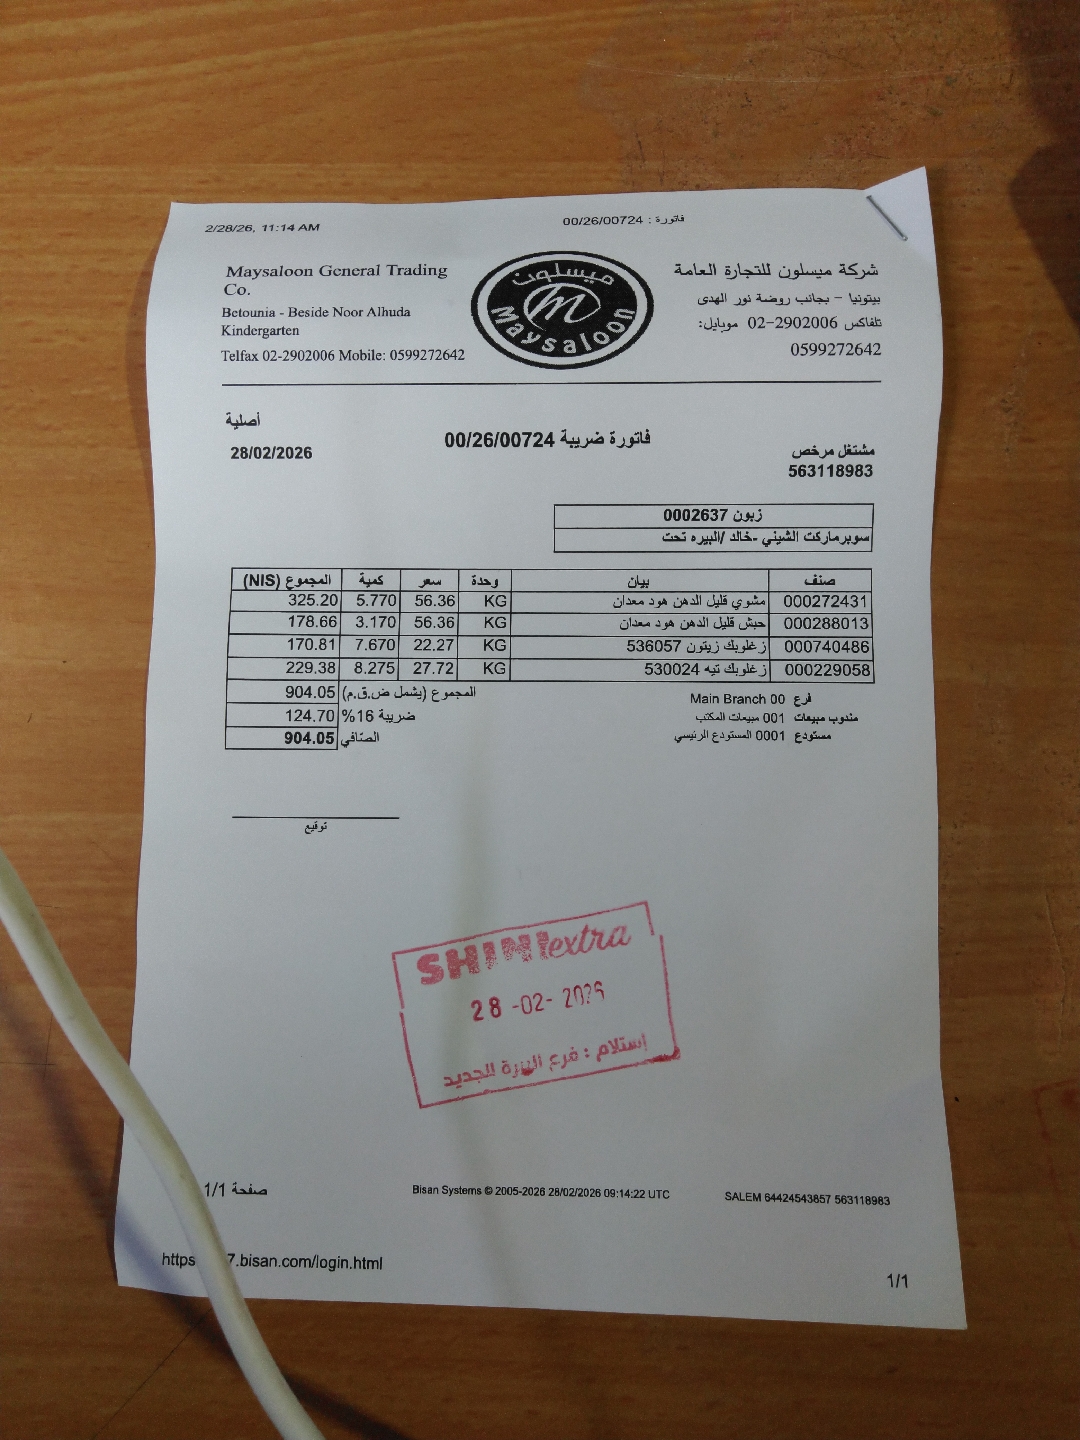 2/28/26, 11:14 AM
فاتورة : 00/26/00724
Maysaloon General Trading Co.
Betounia - Beside Noor Alhuda Kindergarten
Telfax 02-2902006 Mobile: 0599272642
ميسلون
Maysaloon
شركة ميسلون للتجارة العامة
بيتونيا - بجانب روضة نور الهدى
تلفاكس 2902006-02 موبايل:
0599272642
أصلية
28/02/2026
فاتورة ضريبة 00/26/00724
مشتغل مرخص
563118983
زبون 0002637
سوبرماركت الشيني -خالد /البيره تحت
صنف بيان وحدة سعر كمية المجموع (NIS)
000272431 مشوي قليل الدهن هود معدان KG 56.36 5.770 325.20
000288013 حبش قليل الدهن هود معدان KG 56.36 3.170 178.66
000740486 زغلوبك زيتون 536057 KG 22.27 7.670 170.81
000229058 زغلوبك تيه 530024 KG 27.72 8.275 229.38
المجموع (يشمل ض.ق.م) 904.05
ضريبة 16% 124.70
الصّافي 904.05
فرع 00 Main Branch
مندوب مبيعات 001 مبيعات المكتب
مستودع 0001 المستودع الرئيسي
توقيع
SHINI extra
28 -02- 2026
إستلام : فرع البيرة الجديد
صفحة 1/1
Bisan Systems © 2005-2026 28/02/2026 09:14:22 UTC
SALEM 64424543857 563118983
https 7.bisan.com/login.html
1/1